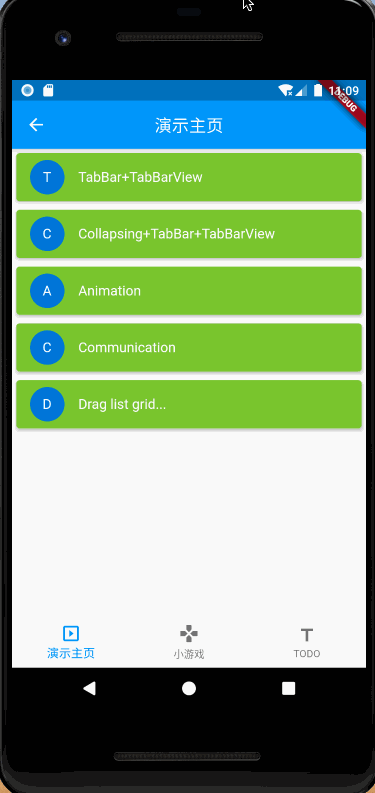 11:09
DEBUG
演示主页
T TabBar+TabBarView
C Collapsing+TabBar+TabBarView
A Animation
C Communication
D Drag list grid...
演示主页 小游戏 TODO